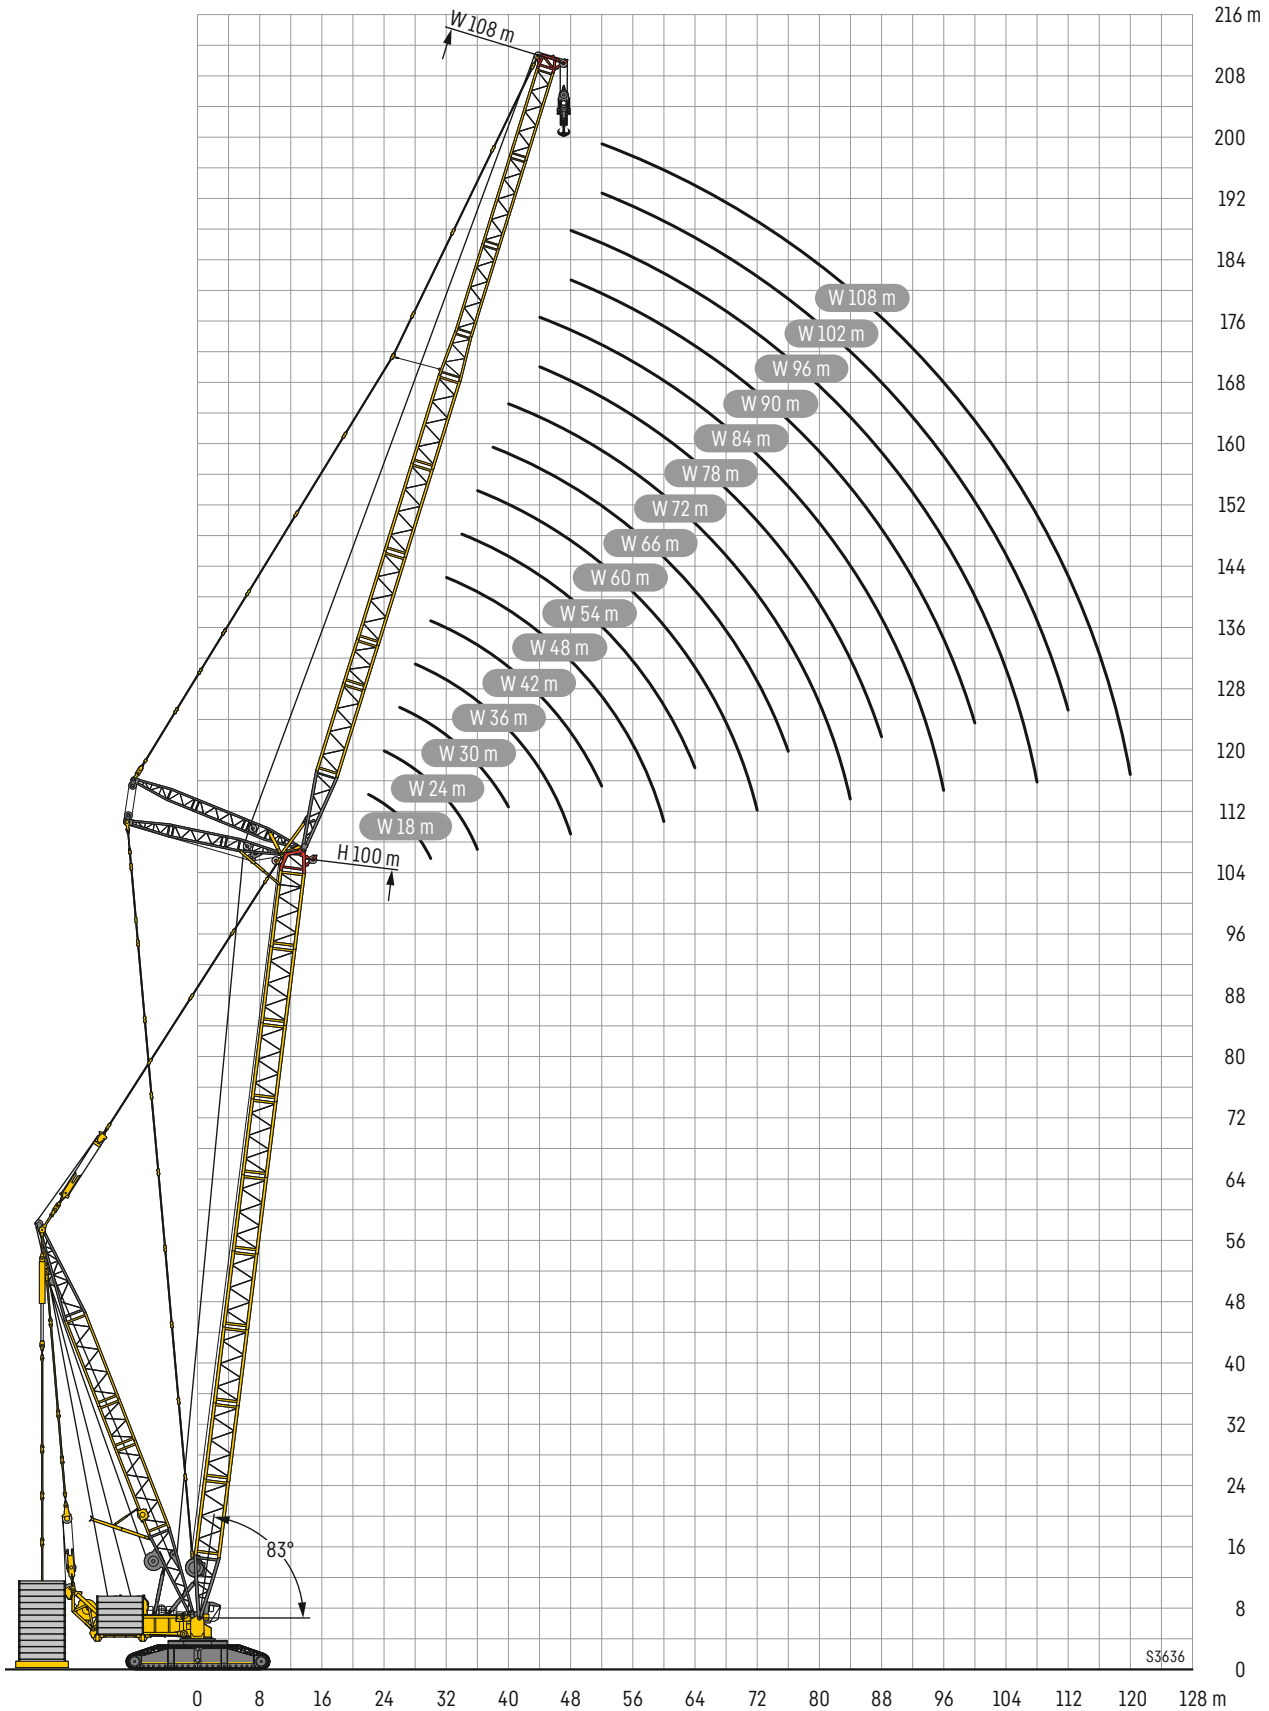 W 108 m
216 m
208
200
192
184
176
168
160
152
144
136
128
120
112
104
96
88
80
72
64
56
48
40
32
24
16
8
0
W 108 m
W 102 m
W 96 m
W 90 m
W 84 m
W 78 m
W 72 m
W 66 m
W 60 m
W 54 m
W 48 m
W 42 m
W 36 m
W 30 m
W 24 m
W 18 m
H 100 m
83°
S3636
0 8 16 24 32 40 48 56 64 72 80 88 96 104 112 120 128 m